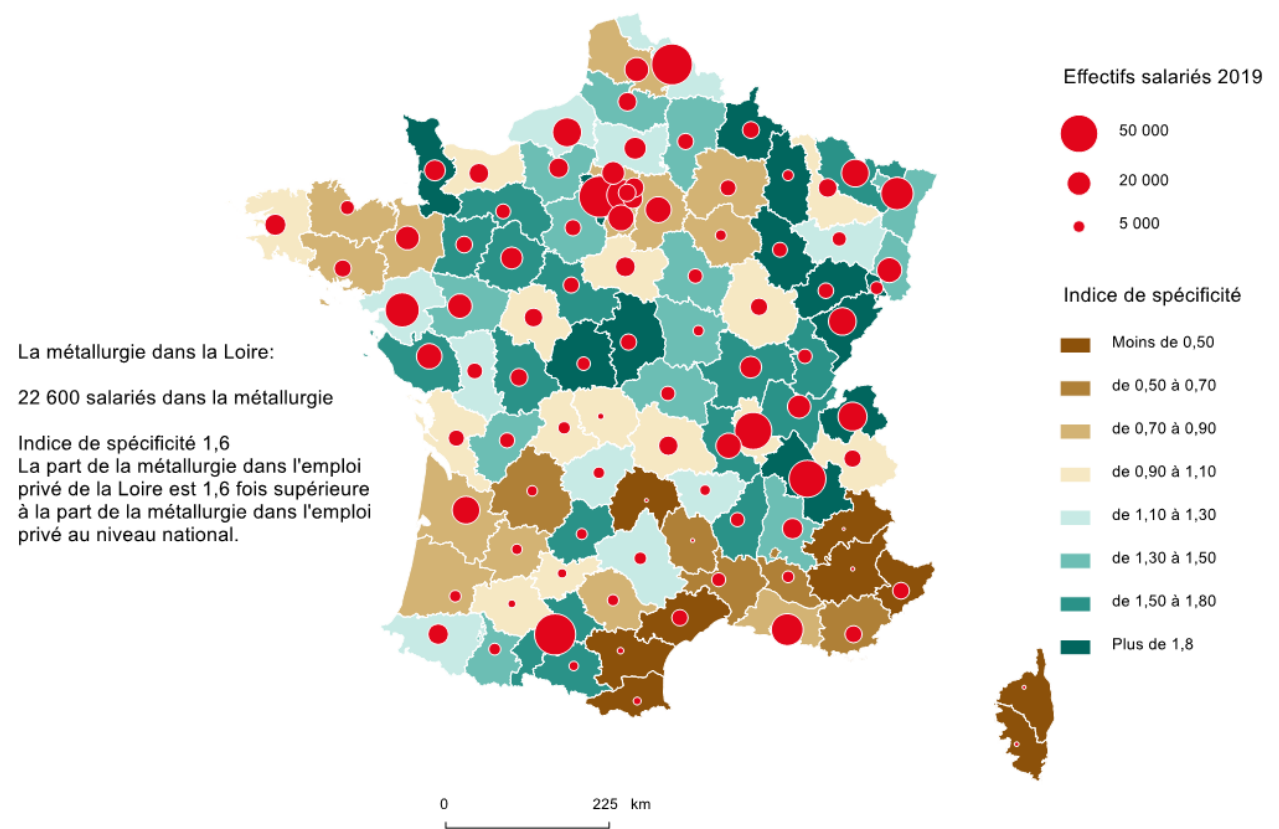 La métallurgie dans la Loire:
22 600 salariés dans la métallurgie
Indice de spécificité 1,6
La part de la métallurgie dans l'emploi
privé de la Loire est 1,6 fois supérieure
à la part de la métallurgie dans l'emploi
privé au niveau national.
Effectifs salariés 2019
50 000
20 000
5 000
Indice de spécificité
Moins de 0,50
de 0,50 à 0,70
de 0,70 à 0,90
de 0,90 à 1,10
de 1,10 à 1,30
de 1,30 à 1,50
de 1,50 à 1,80
Plus de 1,8
0 225 km